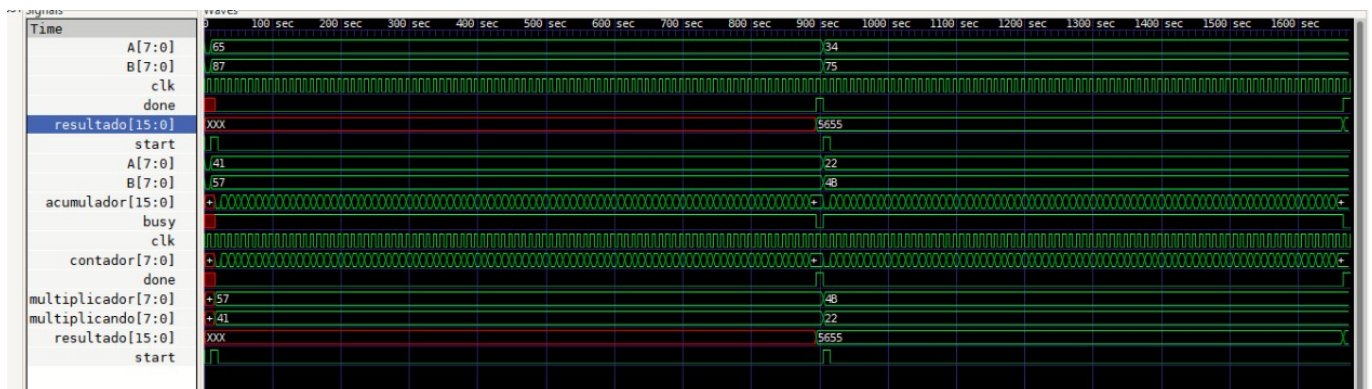 Signals Waves
Time 100 sec 200 sec 300 sec 400 sec 500 sec 600 sec 700 sec 800 sec 900 sec 1000 sec 1100 sec 1200 sec 1300 sec 1400 sec 1500 sec 1600 sec
A[7:0] 65 34
B[7:0] 87 75
clk
done
resultado[15:0] XXX 5655
start
A[7:0] 41 22
B[7:0] 57 4B
acumulador[15:0] + + +
busy
clk
contador[7:0] + + +
done
multiplicador[7:0] + 57 4B
multiplicando[7:0] + 41 22
resultado[15:0] XXX 5655
start